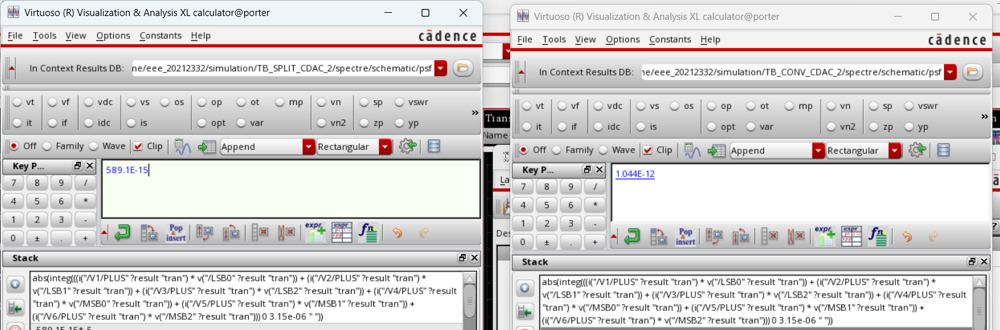 Virtuoso (R) Visualization & Analysis XL calculator@porter
File Tools View Options Constants Help
cādence
In Context Results DB: ne/eee_20212332/simulation/TB_SPLIT_CDAC_2/spectre/schematic/psf
vt vf vdc vs os op ot mp vn sp vswr
it if idc is opt var vn2 zp yp
»
Off Family Wave Clip Append Rectangular
Key P...
7 8 9 /
4 5 6 *
1 2 3 -
0 ± . +
589.1E-15
Pop & insert
expr
expr
fn
Stack
abs(integ(((i("/V1/PLUS" ?result "tran") * v("/LSB0" ?result "tran")) + (i("/V2/PLUS" ?result "tran") *
v("/LSB1" ?result "tran")) + (i("/V3/PLUS" ?result "tran") * v("/LSB2" ?result "tran")) + (i("/V4/PLUS" ?result
"tran") * v("/MSB0" ?result "tran")) + (i("/V5/PLUS" ?result "tran") * v("/MSB1" ?result "tran")) +
(i("/V6/PLUS" ?result "tran") * v("/MSB2" ?result "tran"))) 0 3.15e-06 " "))
Trans
Name
La
Des
Virtuoso (R) Visualization & Analysis XL calculator@porter
File Tools View Options Constants Help
cādence
In Context Results DB: ne/eee_20212332/simulation/TB_CONV_CDAC_2/spectre/schematic/psf
vt vf vdc vs os op ot mp vn sp vswr
it if idc is opt var vn2 zp yp
»
Off Family Wave Clip Append Rectangular
Key P...
7 8 9 /
4 5 6 *
1 2 3 -
0 ± . +
1.044E-12
Pop & insert
expr
expr
fn
Stack
abs(integ(((i("/V1/PLUS" ?result "tran") * v("/LSB0" ?result "tran")) + (i("/V2/PLUS" ?result "tran") *
v("/LSB1" ?result "tran")) + (i("/V3/PLUS" ?result "tran") * v("/LSB2" ?result "tran")) + (i("/V4/PLUS" ?result
"tran") * v("/MSB0" ?result "tran")) + (i("/V5/PLUS" ?result "tran") * v("/MSB1" ?result "tran")) +
(i("/V6/PLUS" ?result "tran") * v("/MSB2" ?result "tran"))) 0 3.15e-06 " "))